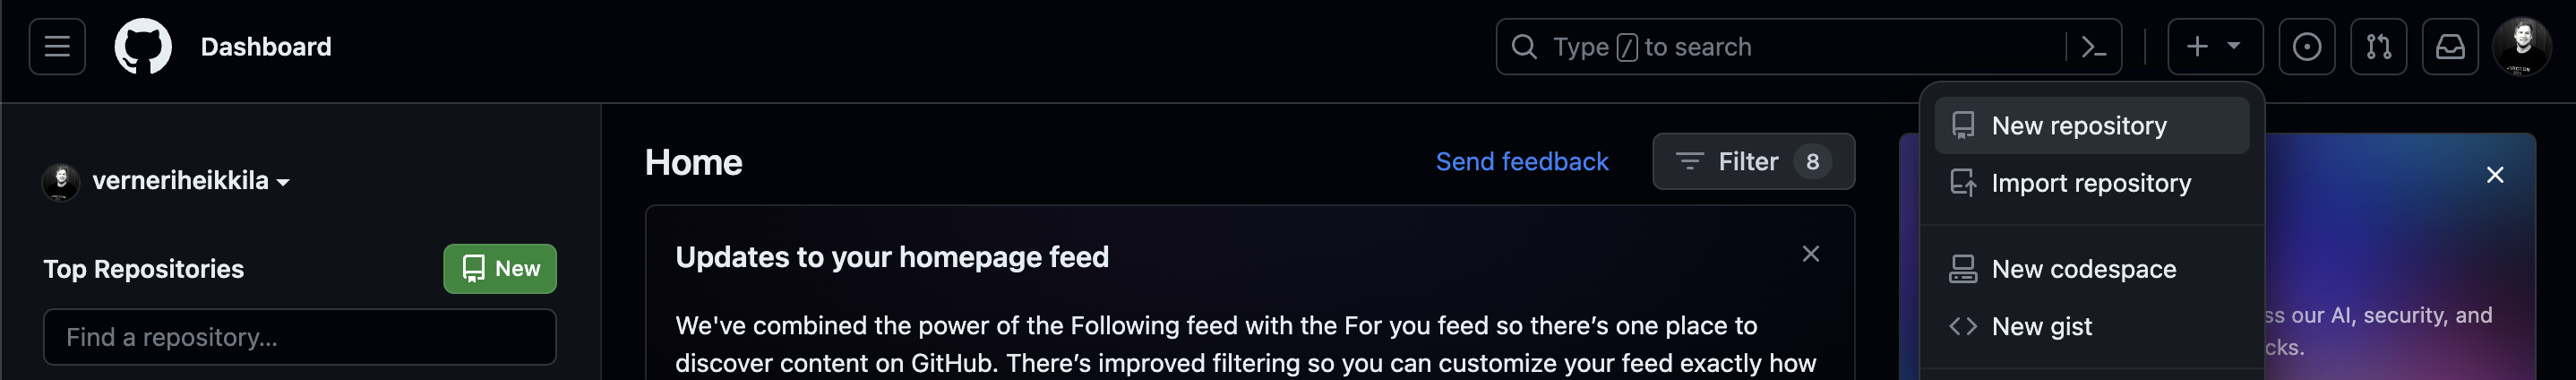 Dashboard
Type / to search
New repository
Import repository
New codespace
New gist
verneriheikkila
Top Repositories
New
Find a repository...
Home
Send feedback
Filter 8
Updates to your homepage feed
We've combined the power of the Following feed with the For you feed so there's one place to
discover content on GitHub. There's improved filtering so you can customize your feed exactly how
our AI, security, and